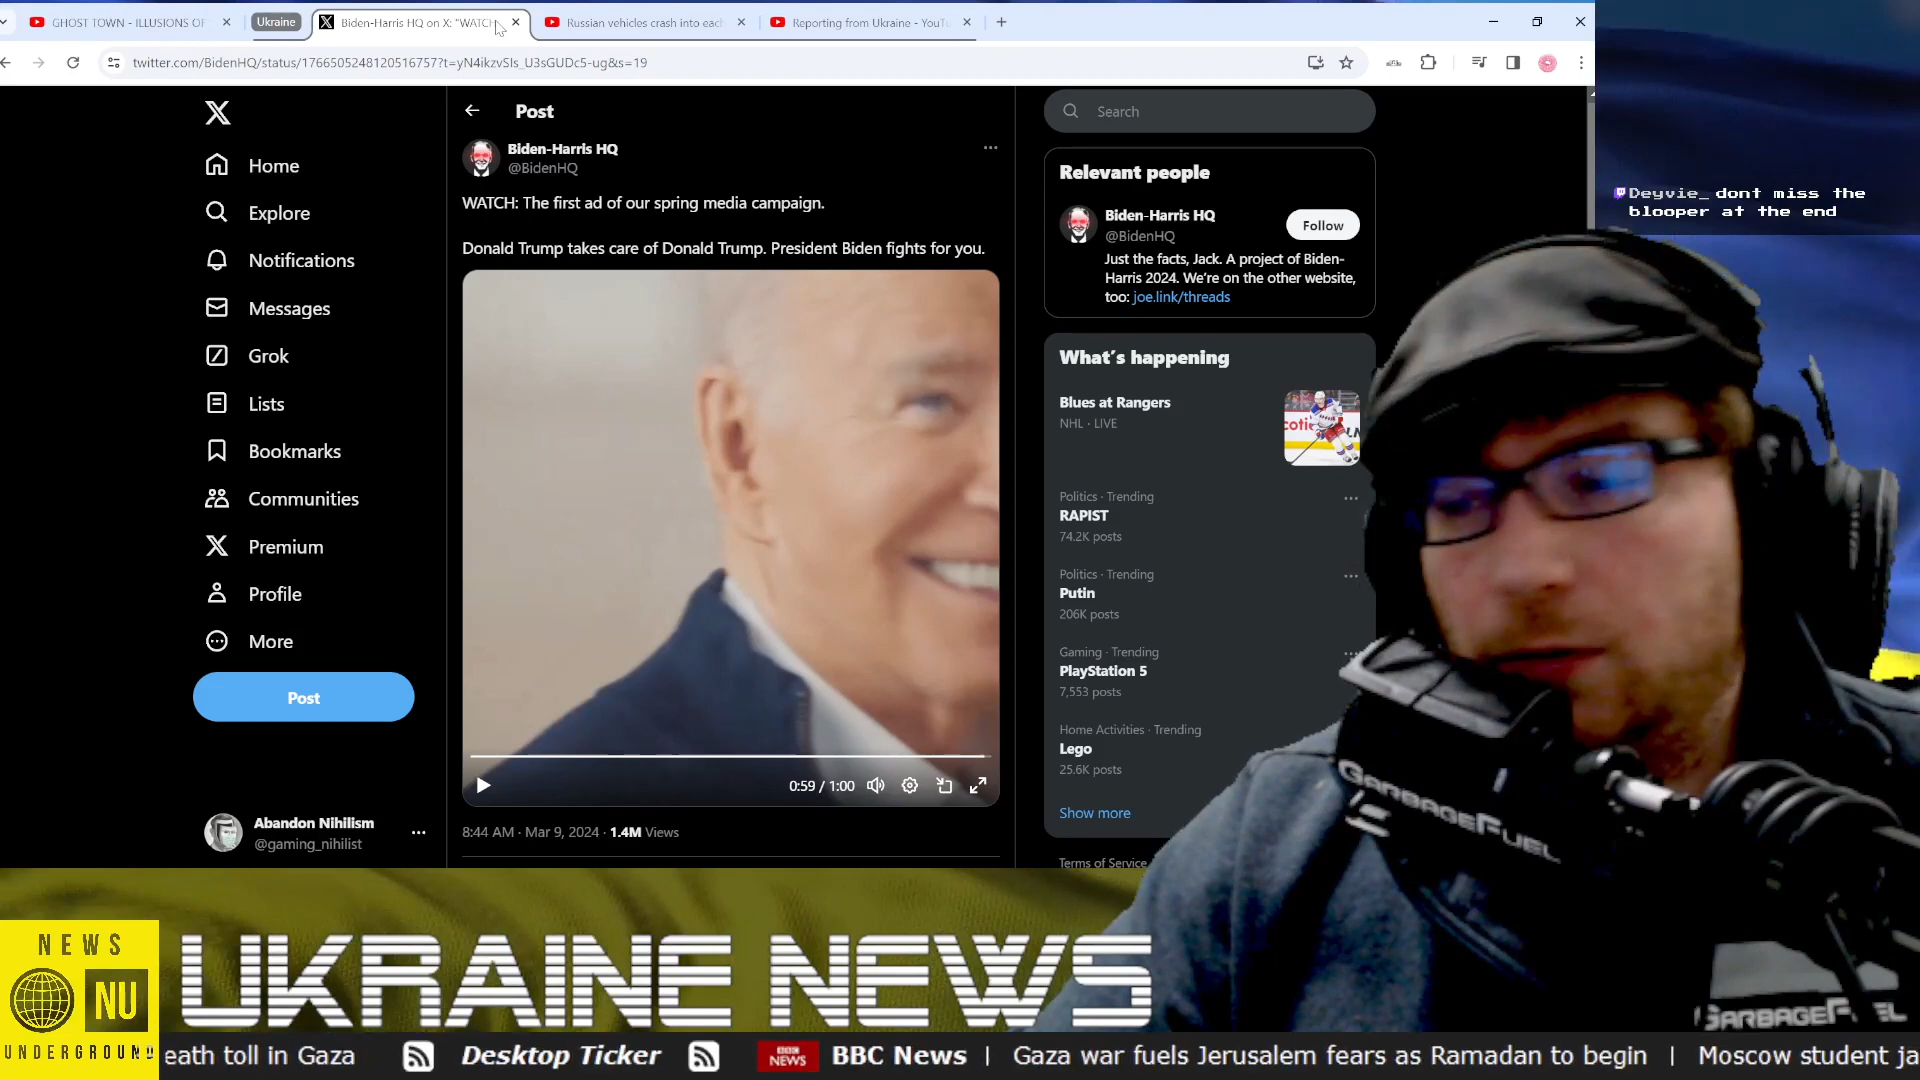 GHOST TOWN - ILLUSIONS OF
Ukraine
Biden-Harris HQ on X: "WATCH
Russian vehicles crash into each
Reporting from Ukraine - YouTu
twitter.com/BidenHQ/status/1766505248120516757?t=yN4ikzvSIs_U3sGUDc5-ug&s=19
Home
Explore
Notifications
Messages
Grok
Lists
Bookmarks
Communities
Premium
Profile
More
Post
Abandon Nihilism
@gaming_nihilist
Post
Biden-Harris HQ
@BidenHQ
WATCH: The first ad of our spring media campaign.
Donald Trump takes care of Donald Trump. President Biden fights for you.
0:59 / 1:00
8:44 AM · Mar 9, 2024 · 1.4M Views
Search
Relevant people
Biden-Harris HQ
@BidenHQ
Follow
Just the facts, Jack. A project of Biden-
Harris 2024. We're on the other website,
too: joe.link/threads
What's happening
Blues at Rangers
NHL · LIVE
Politics · Trending
RAPIST
74.2K posts
Politics · Trending
Putin
206K posts
Gaming · Trending
PlayStation 5
7,553 posts
Home Activities · Trending
Lego
25.6K posts
Show more
Terms of Service
Deyvie_ dont miss the
blooper at the end
GARBAGEFUEL
NEWS
NU
UNDERGROUND
UKRAINE NEWS
eath toll in Gaza
Desktop Ticker
BBC NEWS
BBC News | Gaza war fuels Jerusalem fears as Ramadan to begin | Moscow student ja